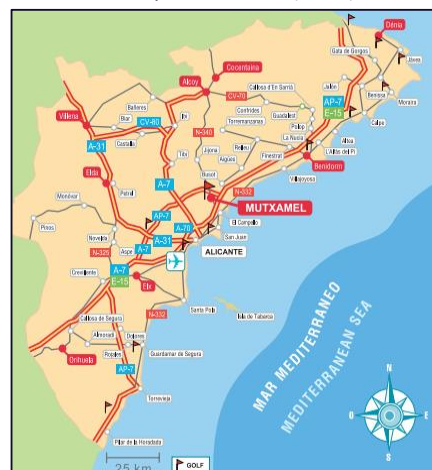 Dénia
Gata de Gorgos
Jávea
Cocentaina
Alcoy
Callosa d'En Sarrià
Jalón
Benissa
Moraira
CV-70
AP-7
E-15
Calpe
Balleres
Confrides
Guadalest
Villena
Biar
CV-80
Ibi
Torremanzanas
Polop
La Nucía
Altea
L'Alfàs del Pi
A-31
Castalla
N-340
Jijona
Relleu
Finestrat
Benidorm
Tibi
Aigües
Busot
Villajoyosa
Elda
Petrel
A-7
N-332
Monóvar
AP-7
MUTXAMEL
Pinos
A-70
El Campello
Novelda
A-31
San Juan
N-325
Aspe
A-7
ALICANTE
A-7
E-15
Crevillente
Elx
Santa Pola
Isla de Tabarca
N-332
Callosa de Segura
Almoradí
Dolores
Orihuela
Rojales
Guardamar de Segura
AP-7
Torrevieja
Pilar de la Horadada
MAR MEDITERRANEO
MEDITERRANEAN SEA
N
O
E
S
25 km
GOLF